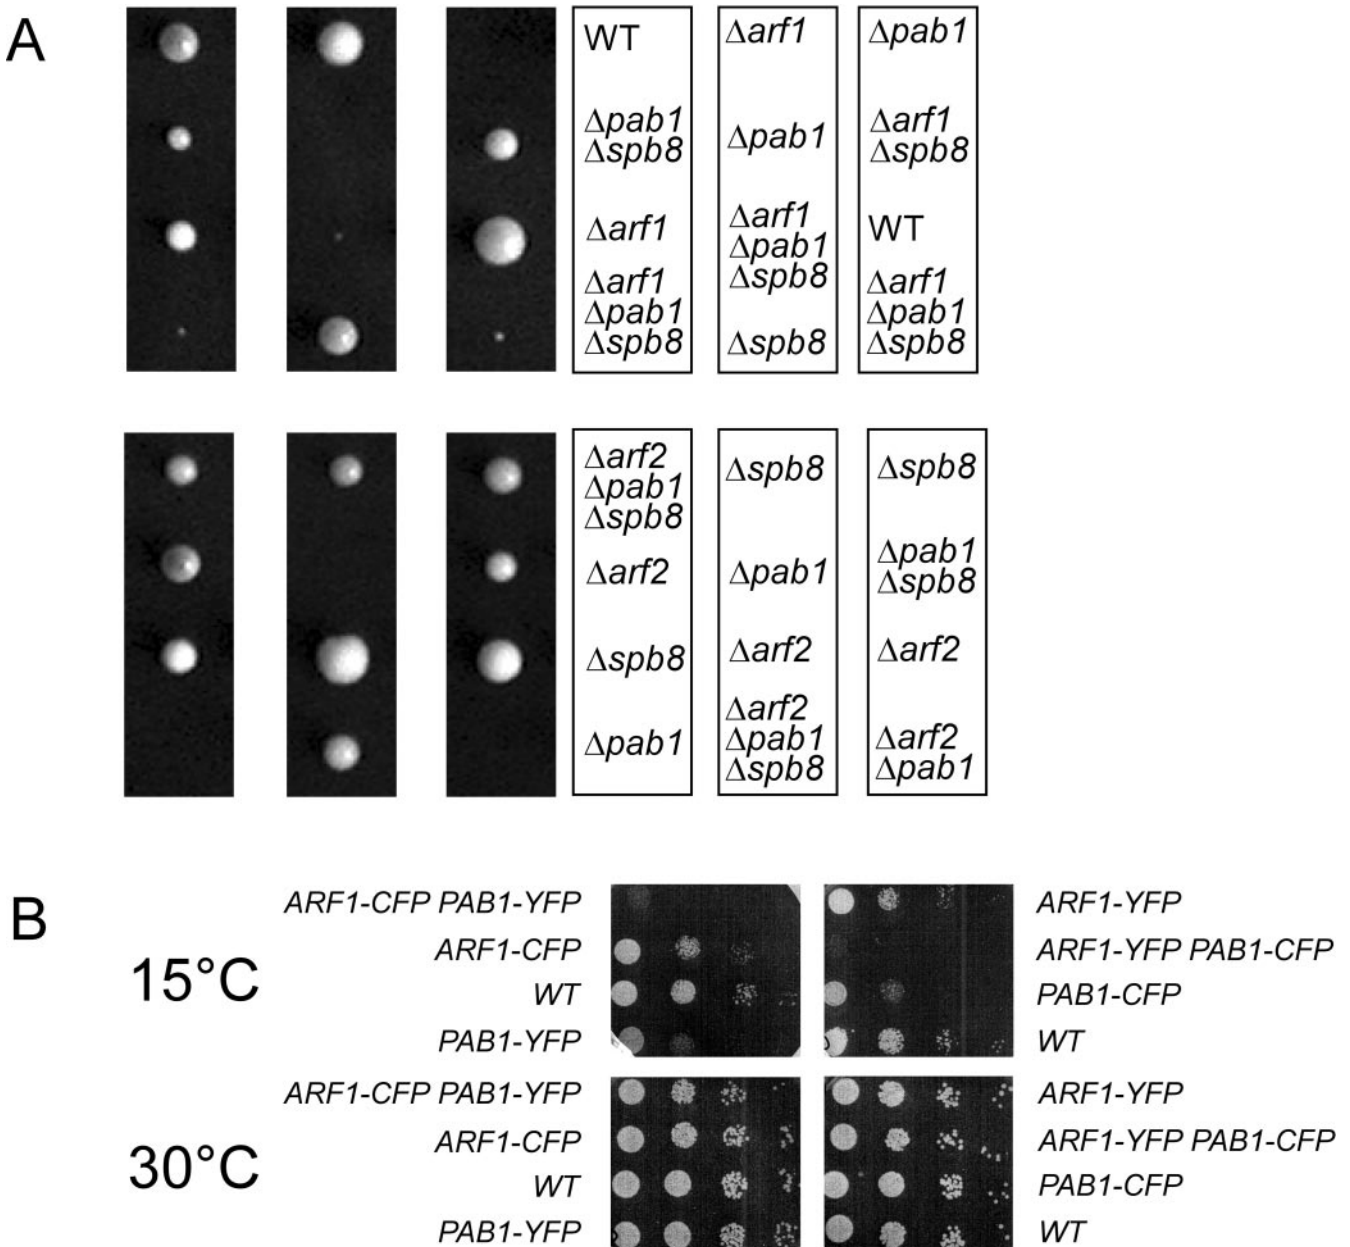 A
WT
Δpab1
Δspb8
Δarf1
Δarf1
Δpab1
Δspb8
Δarf1
Δpab1
Δarf1
Δpab1
Δspb8
Δspb8
Δpab1
Δarf1
Δspb8
WT
Δarf1
Δpab1
Δspb8
Δarf2
Δpab1
Δspb8
Δarf2
Δspb8
Δpab1
Δspb8
Δpab1
Δarf2
Δarf2
Δpab1
Δspb8
Δspb8
Δpab1
Δspb8
Δarf2
Δarf2
Δpab1
B
15°C
ARF1-CFP PAB1-YFP
ARF1-CFP
WT
PAB1-YFP
ARF1-YFP
ARF1-YFP PAB1-CFP
PAB1-CFP
WT
30°C
ARF1-CFP PAB1-YFP
ARF1-CFP
WT
PAB1-YFP
ARF1-YFP
ARF1-YFP PAB1-CFP
PAB1-CFP
WT